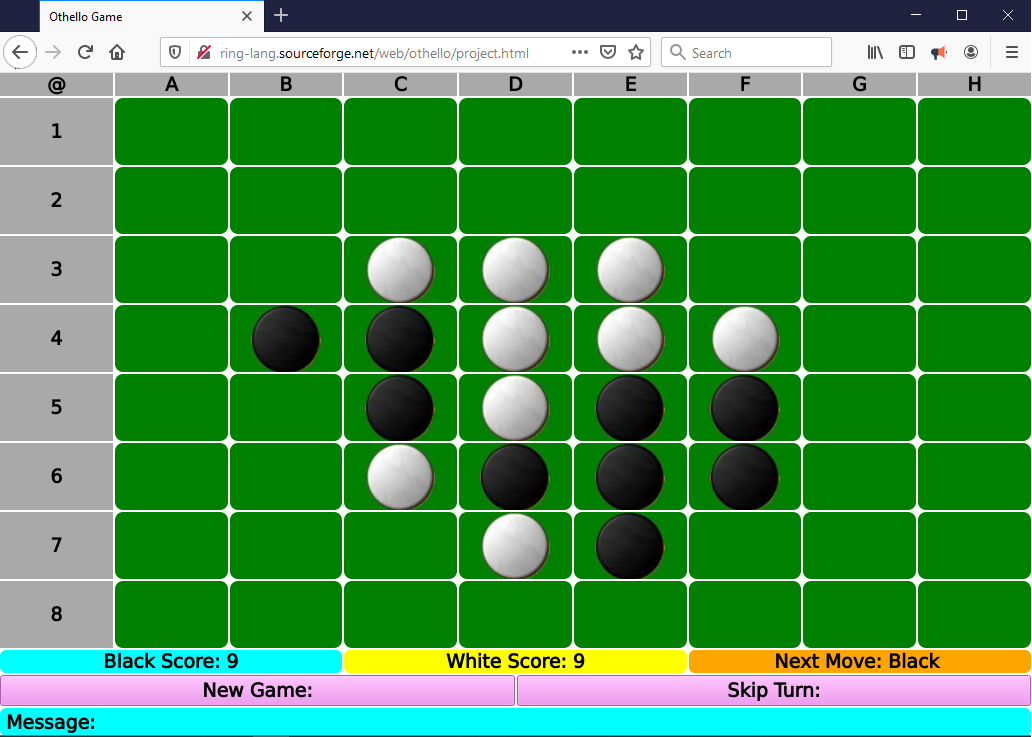 Othello Game
ring-lang.sourceforge.net/web/othello/project.html
Search
@ A B C D E F G H
1
2
3
4
5
6
7
8
Black Score: 9 White Score: 9 Next Move: Black
New Game: Skip Turn:
Message: